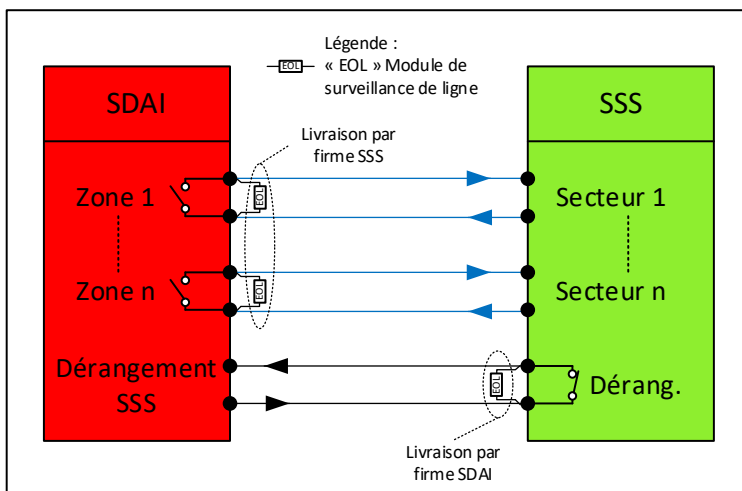 Légende :
« EOL » Module de
surveillance de ligne
EOL
SDAI
SSS
Livraison par
firme SSS
Zone 1
EOL
Secteur 1
Zone n
EOL
Secteur n
Dérangement
SSS
EOL
Dérang.
Livraison par
firme SDAI